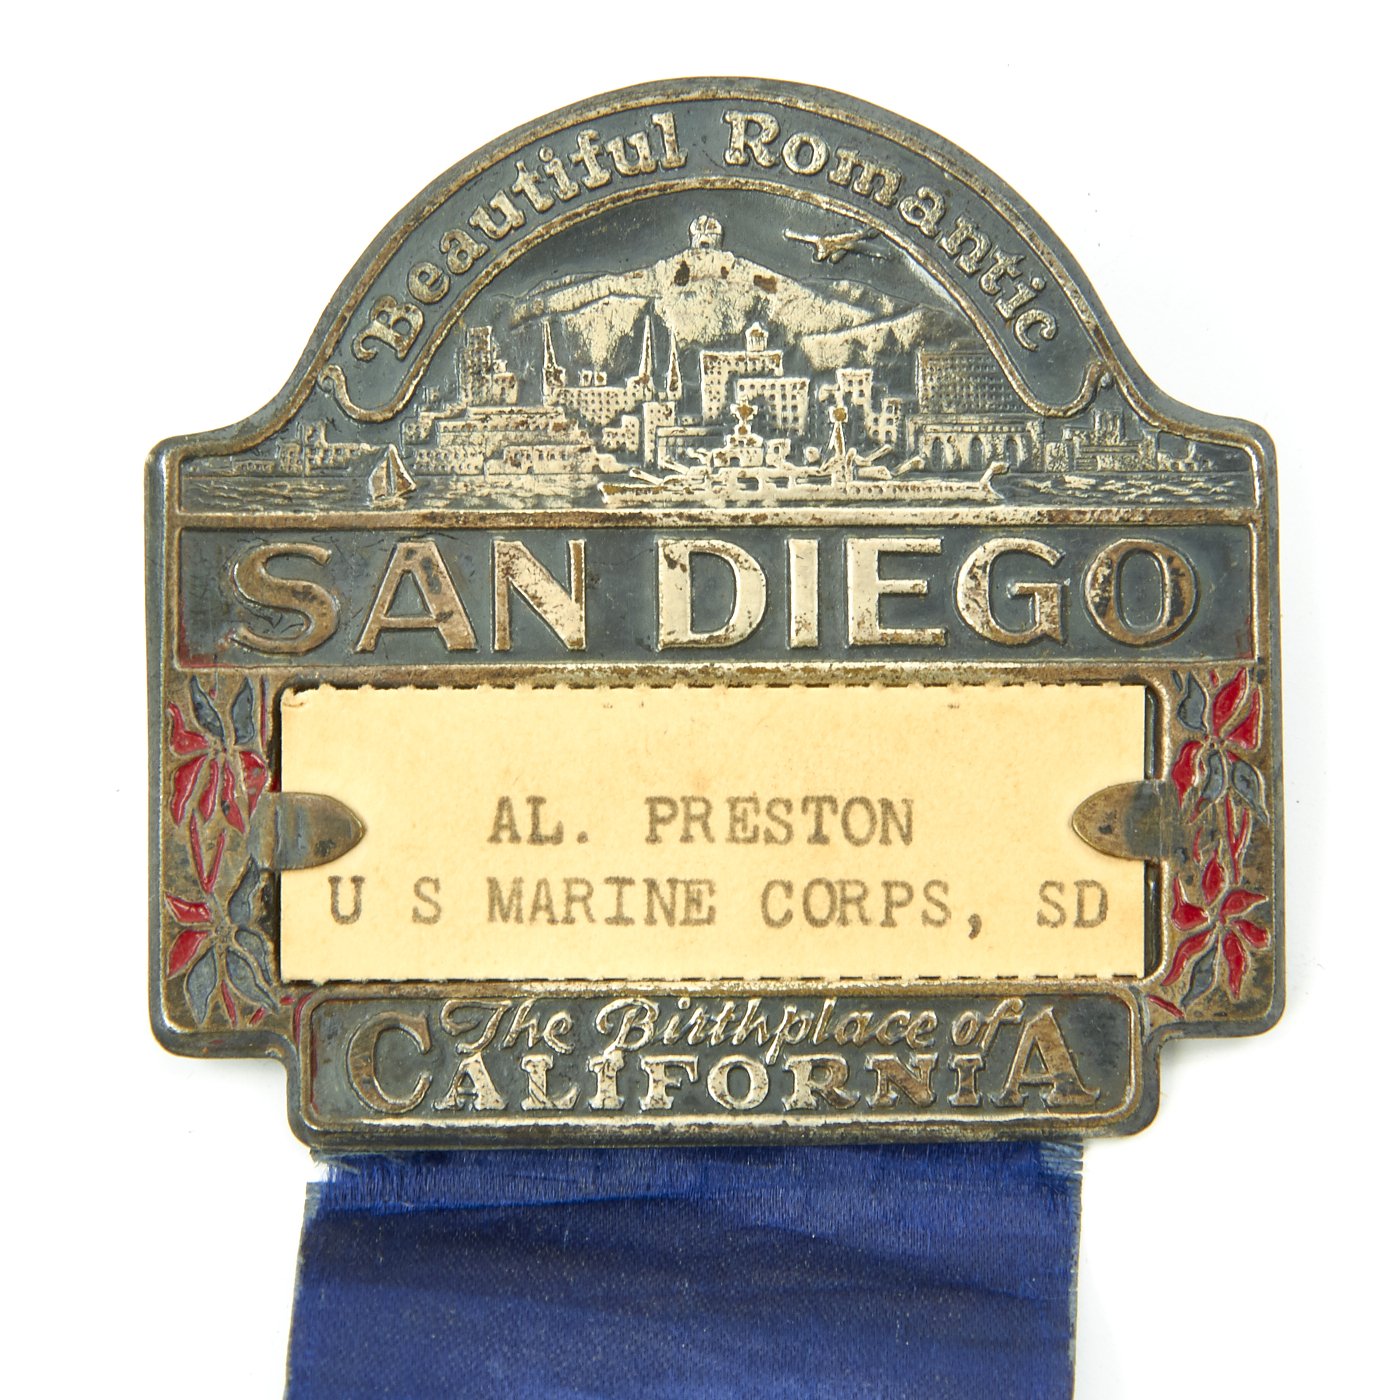 Beautiful Romantic
SAN DIEGO
AL. PRESTON
U S MARINE CORPS, SD
The Birthplace of
CALIFORNIA